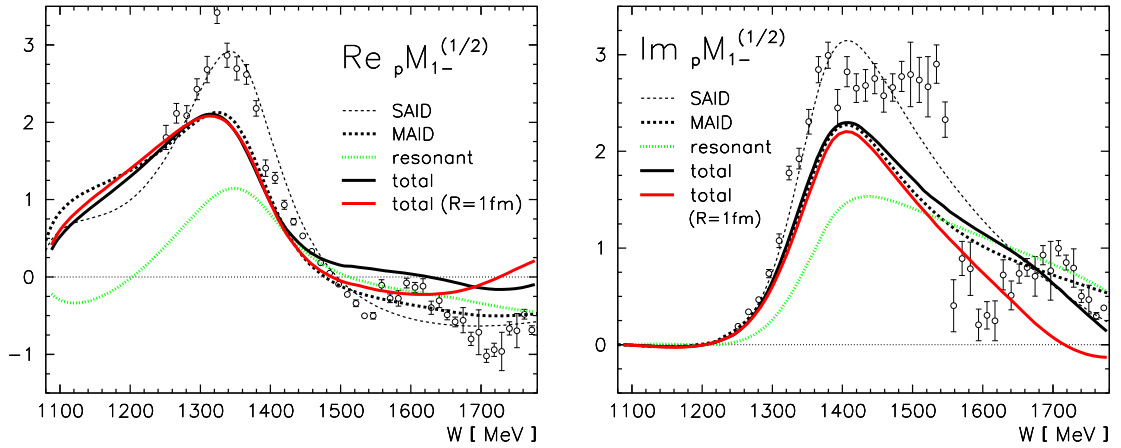 Re pM1−(1/2)
SAID
MAID
resonant
total
total (R=1fm)
3
2
1
0
−1
1100 1200 1300 1400 1500 1600 1700
W [ MeV ]
Im pM1−(1/2)
SAID
MAID
resonant
total
total
(R=1fm)
3
2
1
0
1100 1200 1300 1400 1500 1600 1700
W [ MeV ]